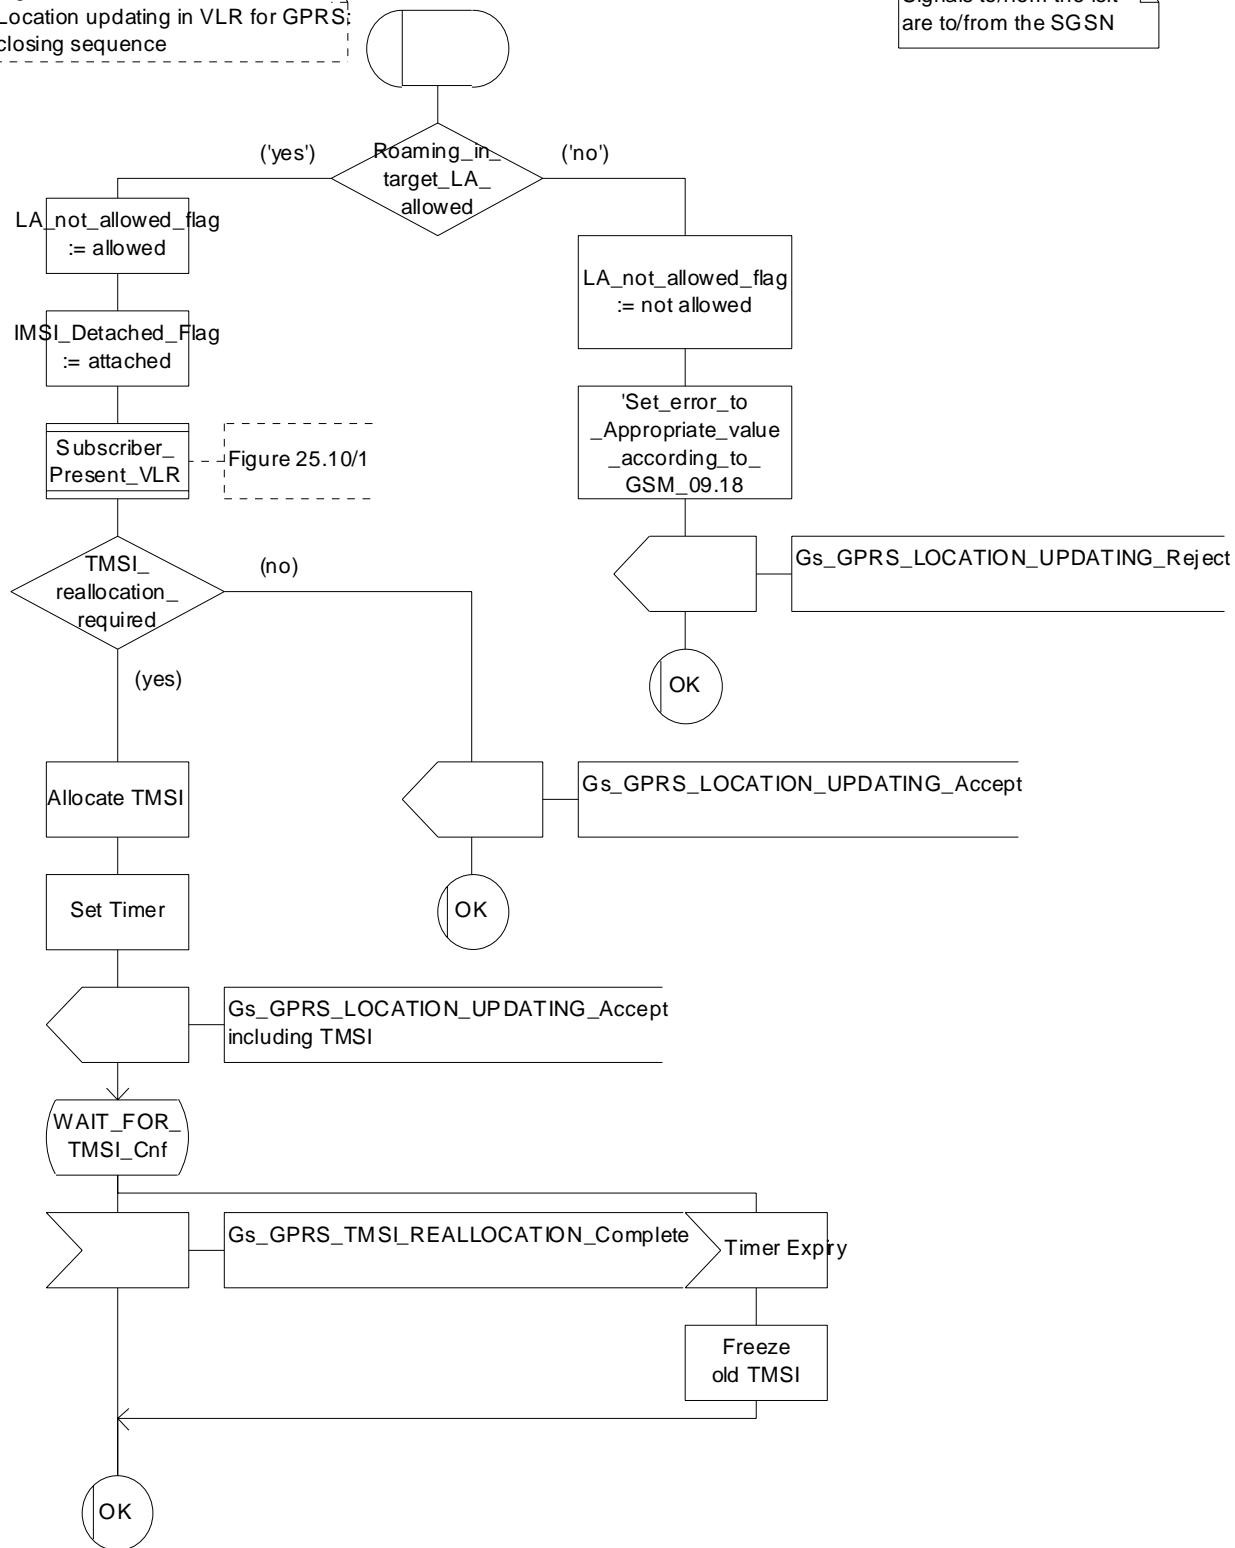 Location updating in VLR for GPRS:
closing sequence
are to/from the SGSN
('yes')
Roaming_in_
target_LA_
allowed
('no')
LA_not_allowed_flag
:= allowed
LA_not_allowed_flag
:= not allowed
IMSI_Detached_Flag
:= attached
'Set_error_to
_Appropriate_value
_according_to_
GSM_09.18
Subscriber_
Present_VLR
Figure 25.10/1
TMSI_
reallocation_
required
(no)
Gs_GPRS_LOCATION_UPDATING_Reject
(yes)
OK
Allocate TMSI
Gs_GPRS_LOCATION_UPDATING_Accept
Set Timer
OK
Gs_GPRS_LOCATION_UPDATING_Accept
including TMSI
WAIT_FOR_
TMSI_Cnf
Gs_GPRS_TMSI_REALLOCATION_Complete
Timer Expiry
Freeze
old TMSI
OK